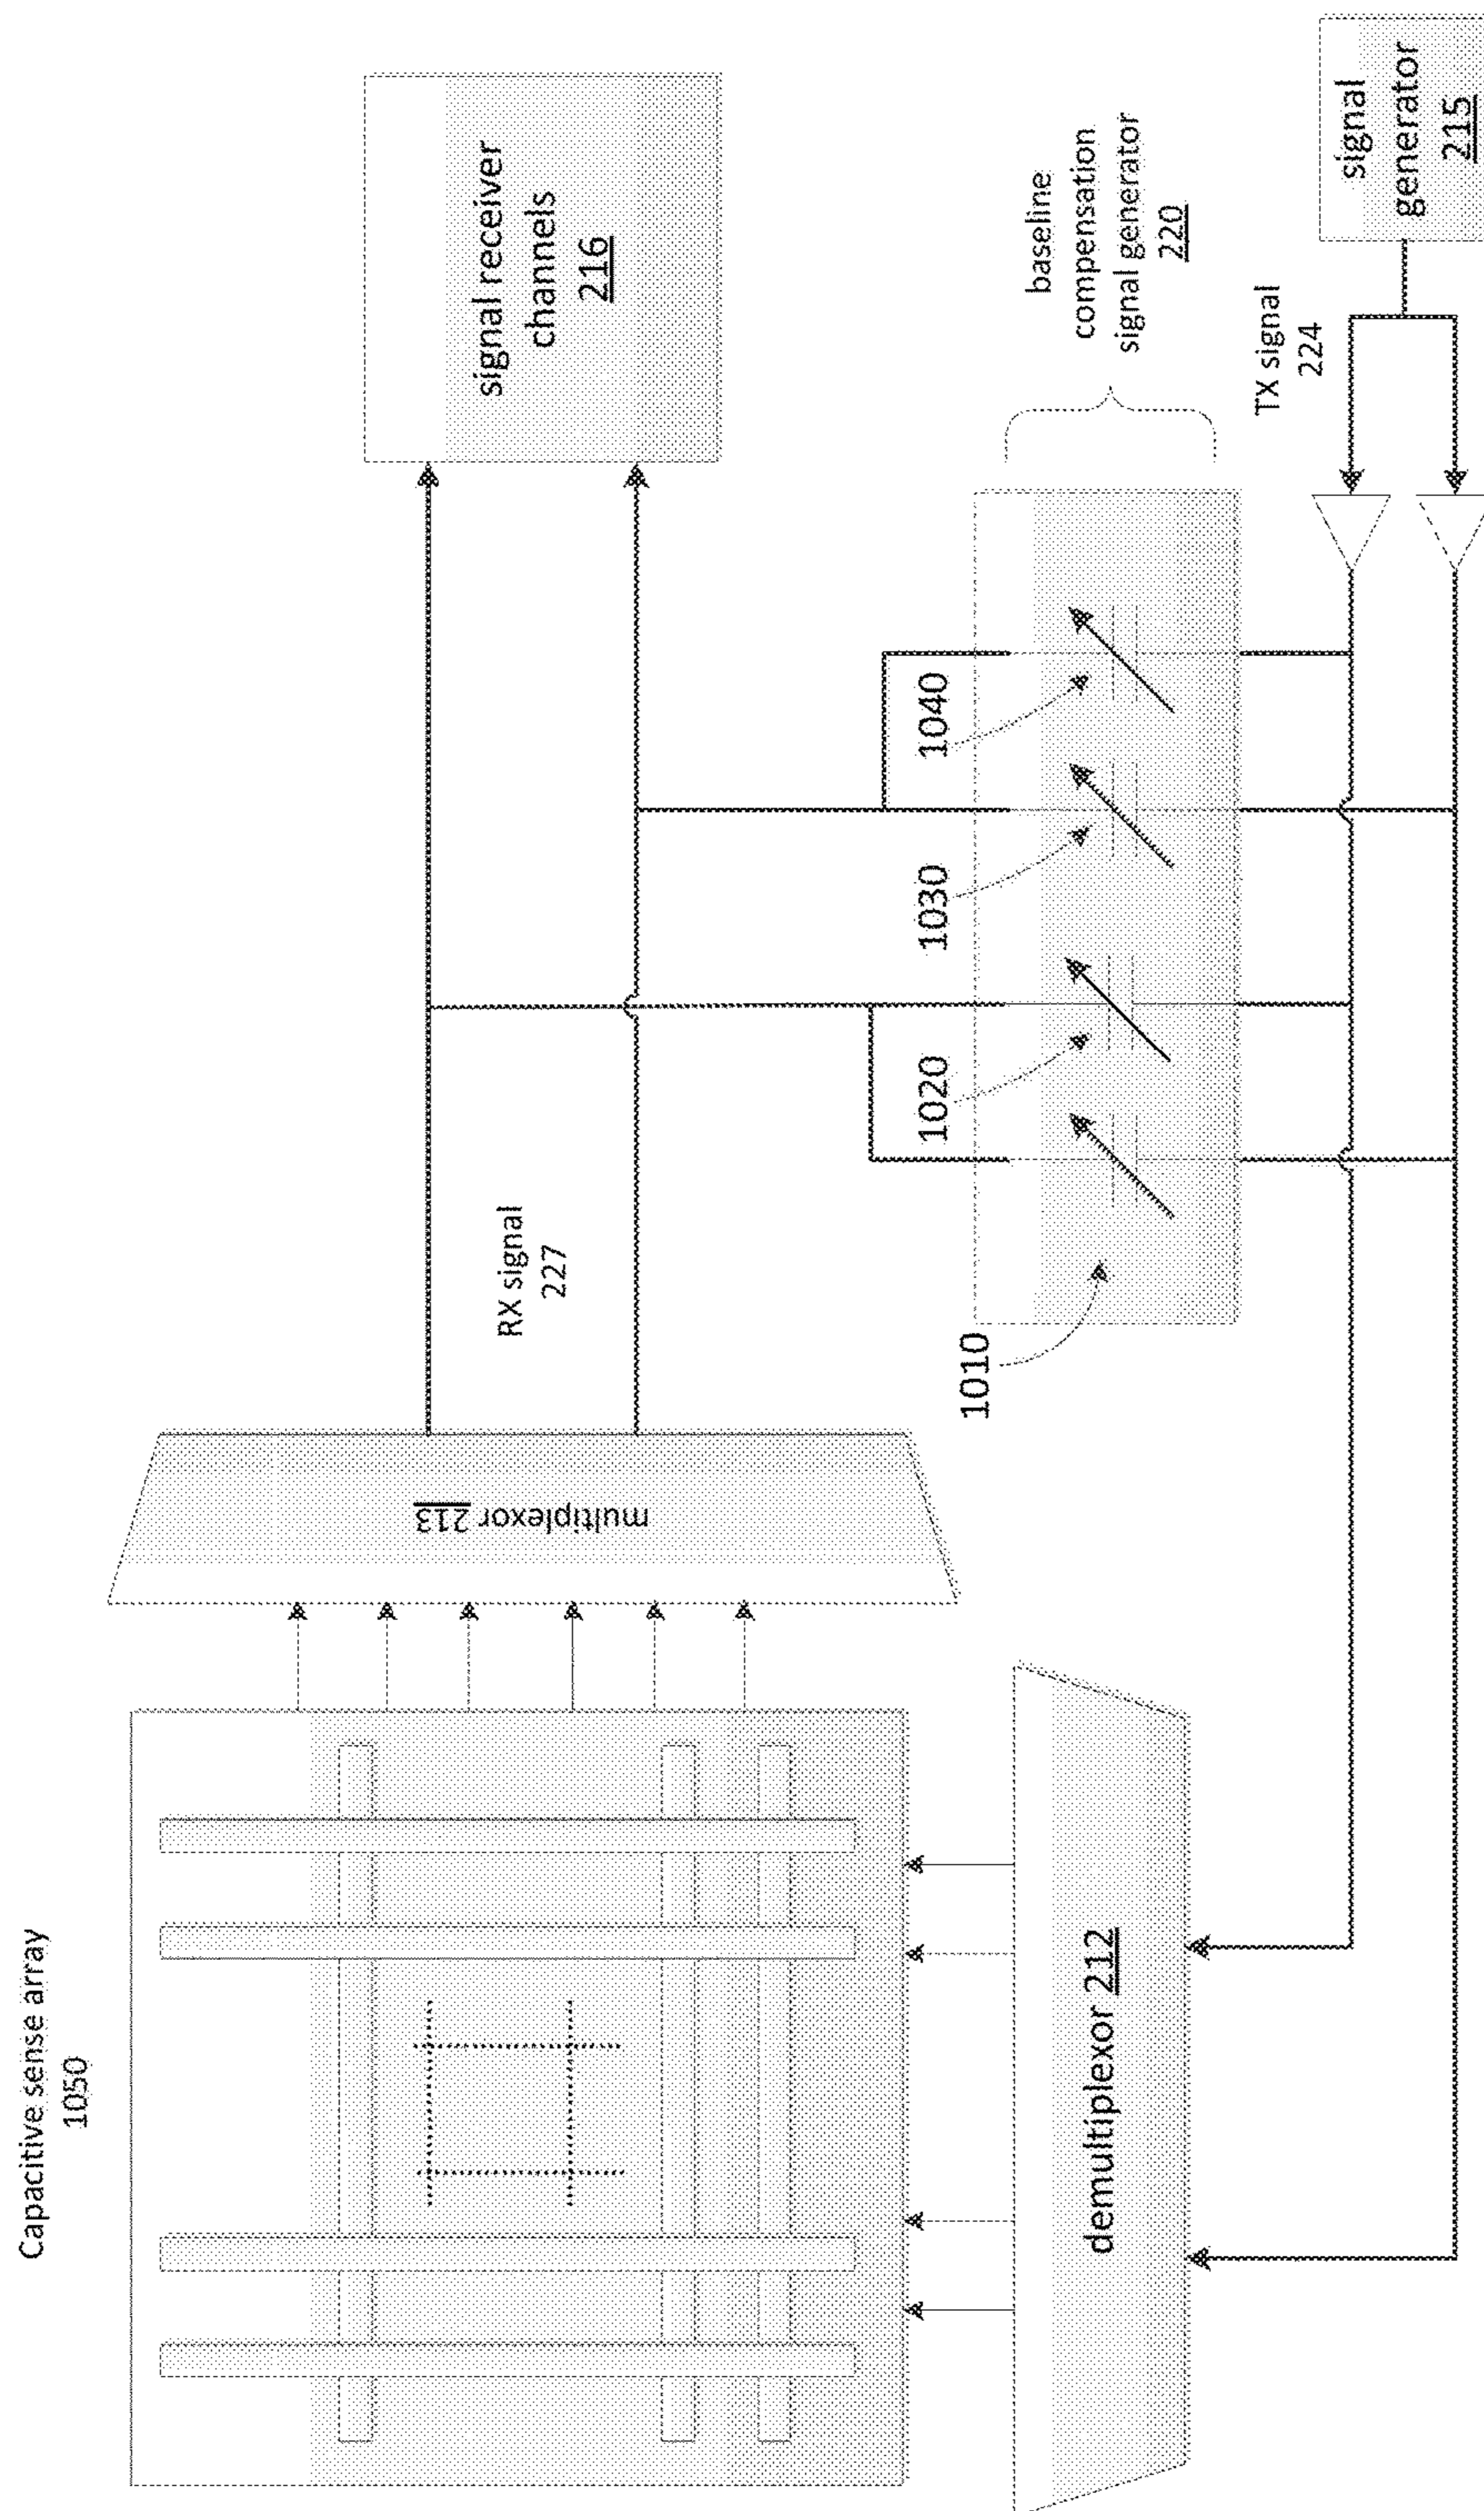 Capacitive sense array
1050
multiplexor 213
RX signal
227
signal receiver
channels
216
1010
1020
1030
1040
baseline
compensation
signal generator
220
demultiplexor 212
TX signal
224
signal
generator
215